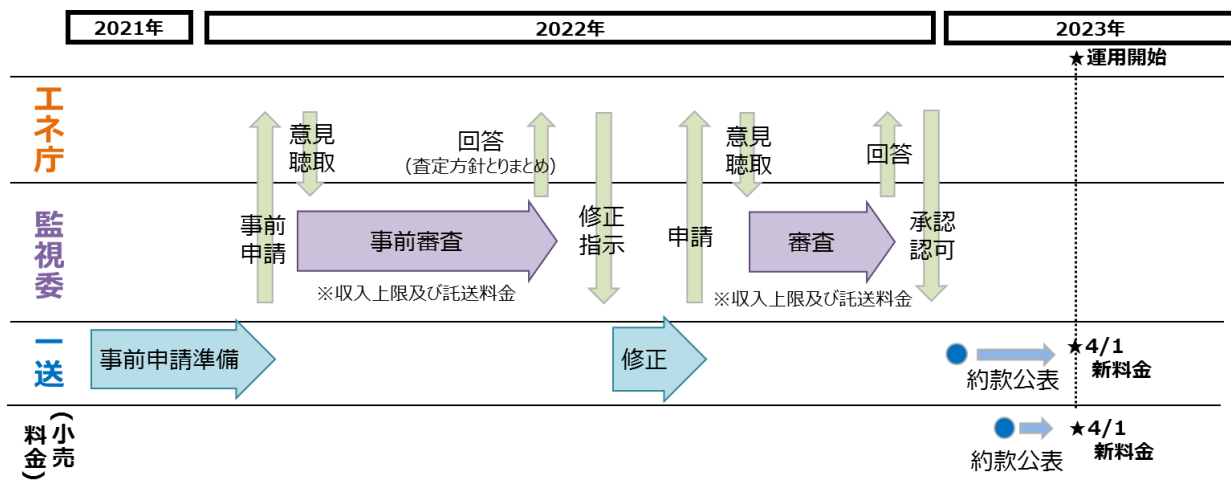 2021年
2022年
2023年
★運用開始
エネ庁
意見
聴取
回答
(査定方針とりまとめ)
意見
聴取
回答
監視委
事前
申請
事前審査
※収入上限及び託送料金
修正
指示
申請
審査
※収入上限及び託送料金
承認
認可
一送
事前申請準備
修正
約款公表
★4/1
新料金
(小売
料金)
約款公表
★4/1
新料金